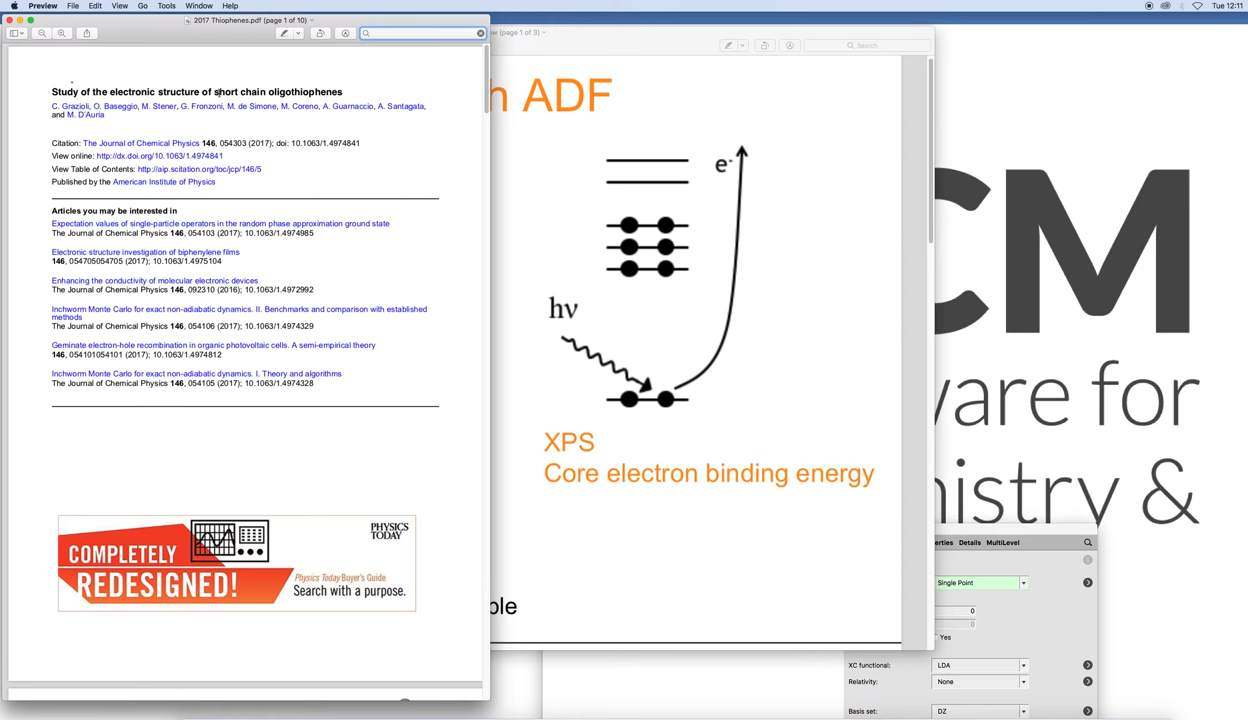 Preview File Edit View Go Tools Window Help
Tue 12:11
2017 Thiophenes.pdf (page 1 of 10)
(page 1 of 3)
Search
Study of the electronic structure of short chain oligothiophenes
C. Grazioli, O. Baseggio, M. Stener, G. Fronzoni, M. de Simone, M. Coreno, A. Guarnaccio, A. Santagata,
and M. D'Auria
Citation: The Journal of Chemical Physics 146, 054303 (2017); doi: 10.1063/1.4974841
View online: http://dx.doi.org/10.1063/1.4974841
View Table of Contents: http://aip.scitation.org/toc/jcp/146/5
Published by the American Institute of Physics
Articles you may be interested in
Expectation values of single-particle operators in the random phase approximation ground state
The Journal of Chemical Physics 146, 054103 (2017); 10.1063/1.4974985
Electronic structure investigation of biphenylene films
146, 054705054705 (2017); 10.1063/1.4975104
Enhancing the conductivity of molecular electronic devices
The Journal of Chemical Physics 146, 092310 (2016); 10.1063/1.4972992
Inchworm Monte Carlo for exact non-adiabatic dynamics. II. Benchmarks and comparison with established
methods
The Journal of Chemical Physics 146, 054106 (2017); 10.1063/1.4974329
Geminate electron-hole recombination in organic photovoltaic cells. A semi-empirical theory
146, 054101054101 (2017); 10.1063/1.4974812
Inchworm Monte Carlo for exact non-adiabatic dynamics. I. Theory and algorithms
The Journal of Chemical Physics 146, 054105 (2017); 10.1063/1.4974328
COMPLETELY
REDESIGNED!
PHYSICS
TODAY
Physics Today Buyer's Guide
Search with a purpose.
h ADF
e-
hν
XPS
Core electron binding energy
ble
CM
ware for
istry &
erties Details MultiLevel
Single Point
0
0
Yes
XC functional: LDA
Relativity: None
Basis set: DZ